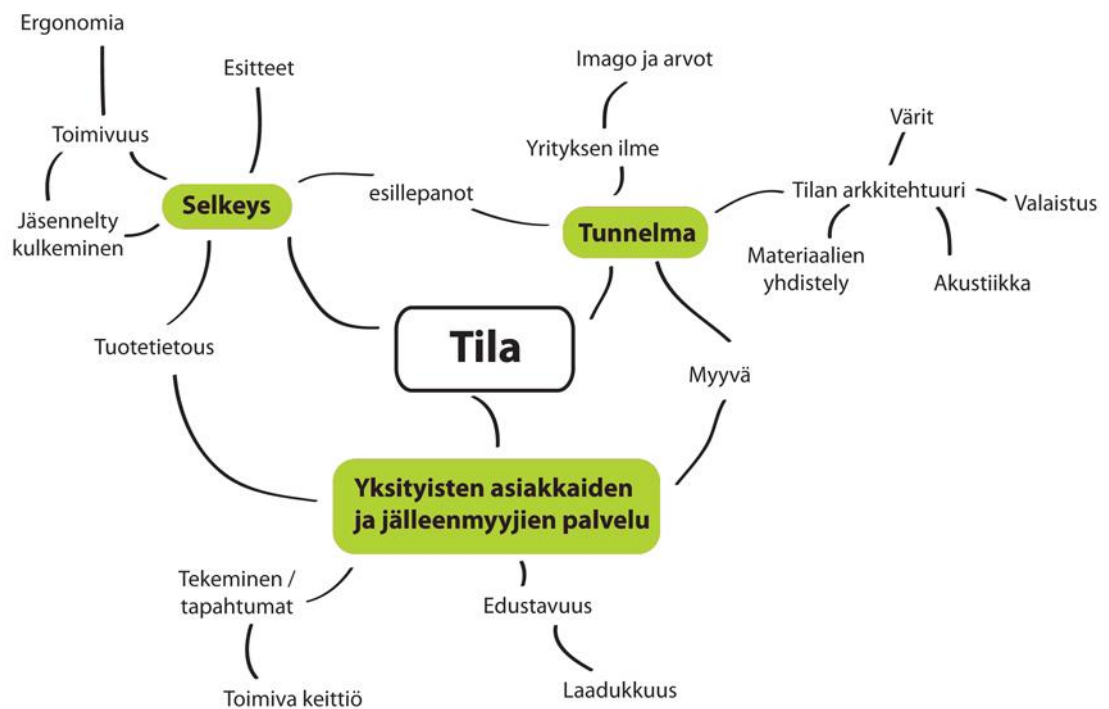 Ergonomia
Esitteet
Imago ja arvot
Värit
Toimivuus
Yrityksen ilme
esillepanot
Tilan arkkitehtuuri
Valaistus
Selkeys
Jäsennelty
kulkeminen
Tunnelma
Materiaalien
yhdistely
Akustiikka
Tila
Tuotetietous
Myyvä
Yksityisten asiakkaiden
ja jälleenmyyjien palvelu
Tekeminen /
tapahtumat
Edustavuus
Toimiva keittiö
Laadukkuus